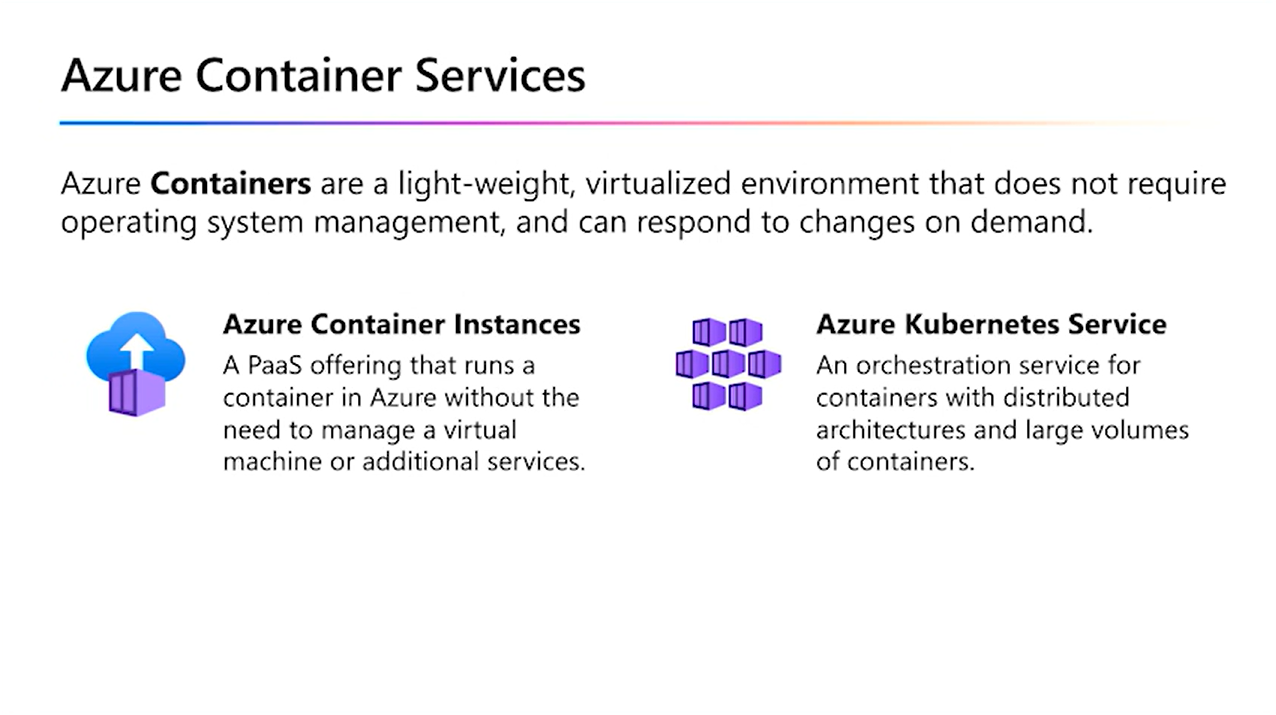 Azure Container Services
Azure Containers are a light-weight, virtualized environment that does not require
operating system management, and can respond to changes on demand.
Azure Container Instances
A PaaS offering that runs a
container in Azure without the
need to manage a virtual
machine or additional services.
Azure Kubernetes Service
An orchestration service for
containers with distributed
architectures and large volumes
of containers.